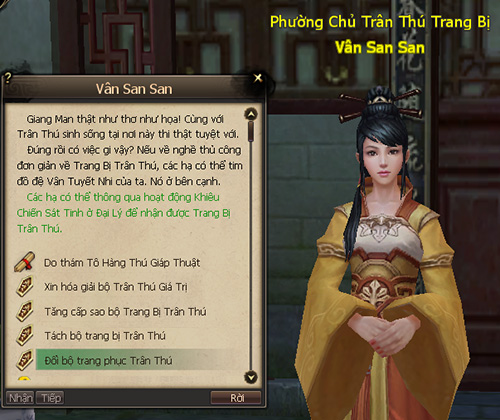 Phường Chủ Trân Thú Trang Bị
Vân San San
?
Vân San San
Giang Man thật như thơ như họa! Cùng với
Trân Thú sinh sống tại nơi này thì thật tuyệt vời.
Đúng rồi có việc gì vậy? Nếu về nghề thủ công
đơn giản về Trang Bị Trân Thú, các hạ có thể tìm
đồ đệ Vân Tuyết Nhi của ta. Nó ở bên cạnh.
Các hạ có thể thông qua hoạt động Khiêu
Chiến Sát Tinh ở Đại Lý để nhận được Trang Bị
Trân Thú.
Do thám Tô Hàng Thú Giáp Thuật
Xin hóa giải bộ Trân Thú Giá Trị
Tăng cấp sao bộ Trang Bị Trân Thú
Tách bộ trang bị Trân Thú
Đổi bộ trang phục Trân Thú
Nhận Tiếp Rời